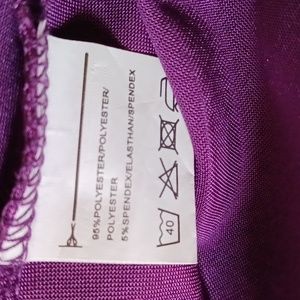 95%POLYESTER/POLYESTER/
POLYESTER
5%SPENDEX/ELASTHAN/SPENDEX
40